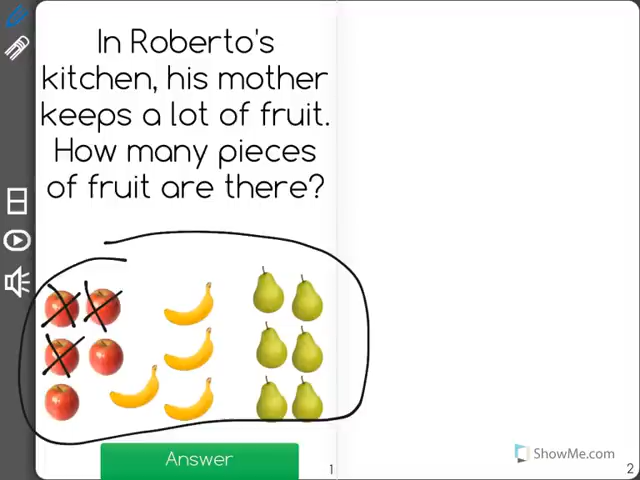 In Roberto's
kitchen, his mother
keeps a lot of fruit.
How many pieces
of fruit are there?
Answer
1
ShowMe.com
2